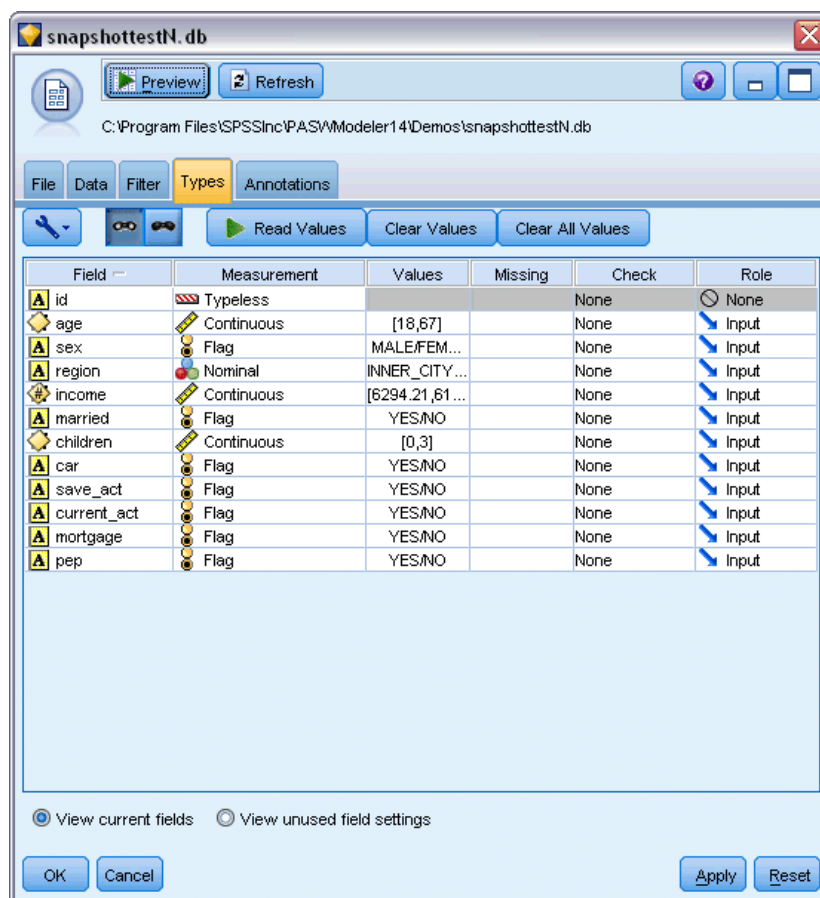 snapshottestN.db
Preview Refresh
C:\Program Files\SPSSInc\PASWModeler14\Demos\snapshottestN.db
File Data Filter Types Annotations
Read Values Clear Values Clear All Values
Field Measurement Values Missing Check Role
A id Typeless None None
age Continuous [18,67] None Input
A sex Flag MALE/FEM... None Input
A region Nominal INNER_CITY... None Input
# income Continuous [6294.21,61... None Input
A married Flag YES/NO None Input
children Continuous [0,3] None Input
A car Flag YES/NO None Input
A save_act Flag YES/NO None Input
A current_act Flag YES/NO None Input
A mortgage Flag YES/NO None Input
A pep Flag YES/NO None Input
View current fields View unused field settings
OK Cancel Apply Reset